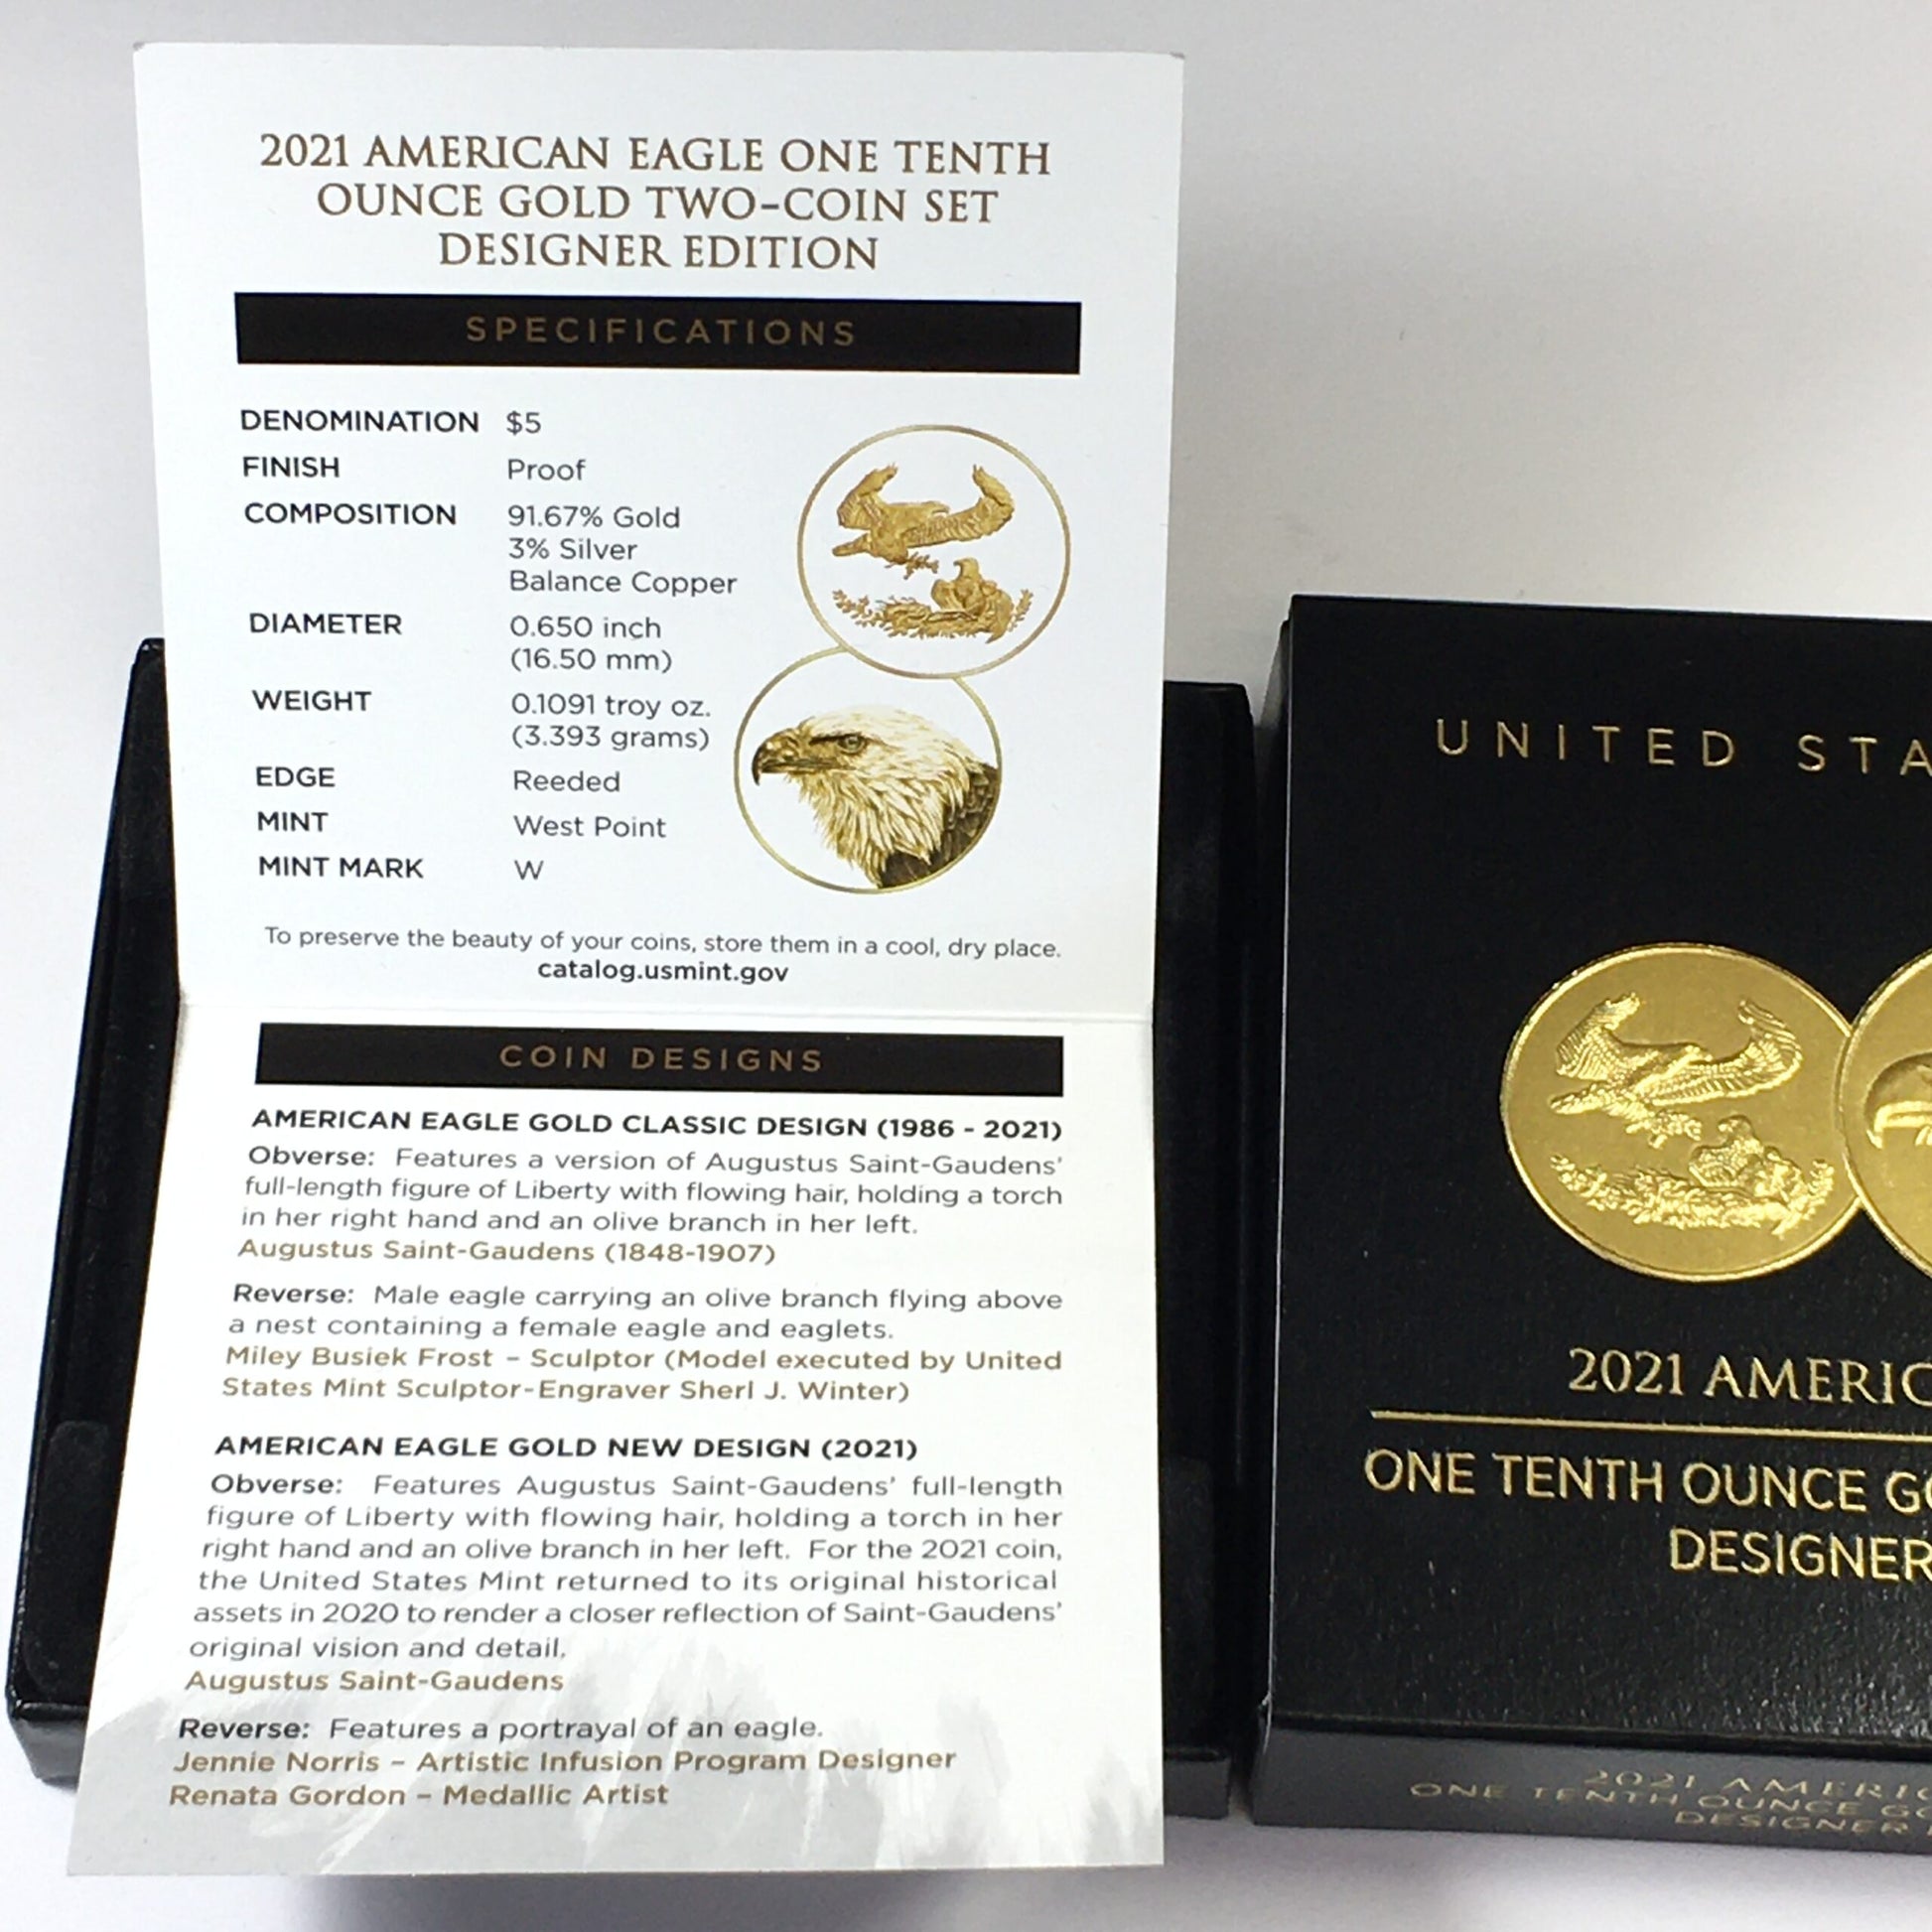 2021 AMERICAN EAGLE ONE TENTH
OUNCE GOLD TWO-COIN SET
DESIGNER EDITION
SPECIFICATIONS
DENOMINATION $5
FINISH Proof
COMPOSITION 91.67% Gold
3% Silver
Balance Copper
DIAMETER 0.650 inch
(16.50 mm)
WEIGHT 0.1091 troy oz.
(3.393 grams)
EDGE Reeded
MINT West Point
MINT MARK W
To preserve the beauty of your coins, store them in a cool, dry place.
catalog.usmint.gov
COIN DESIGNS
AMERICAN EAGLE GOLD CLASSIC DESIGN (1986 - 2021)
Obverse: Features a version of Augustus Saint-Gaudens'
full-length figure of Liberty with flowing hair, holding a torch
in her right hand and an olive branch in her left.
Augustus Saint-Gaudens (1848-1907)
Reverse: Male eagle carrying an olive branch flying above
a nest containing a female eagle and eaglets.
Miley Busiek Frost – Sculptor (Model executed by United
States Mint Sculptor-Engraver Sherl J. Winter)
AMERICAN EAGLE GOLD NEW DESIGN (2021)
Obverse: Features Augustus Saint-Gaudens' full-length
figure of Liberty with flowing hair, holding a torch in her
right hand and an olive branch in her left. For the 2021 coin,
the United States Mint returned to its original historical
assets in 2020 to render a closer reflection of Saint-Gaudens'
original vision and detail.
Augustus Saint-Gaudens
Reverse: Features a portrayal of an eagle.
Jennie Norris – Artistic Infusion Program Designer
Renata Gordon – Medallic Artist
UNITED STA
2021 AMERIC
ONE TENTH OUNCE GO
DESIGNER
2021 AMERIC
ONE TENTH OUNCE GO
DESIGNER